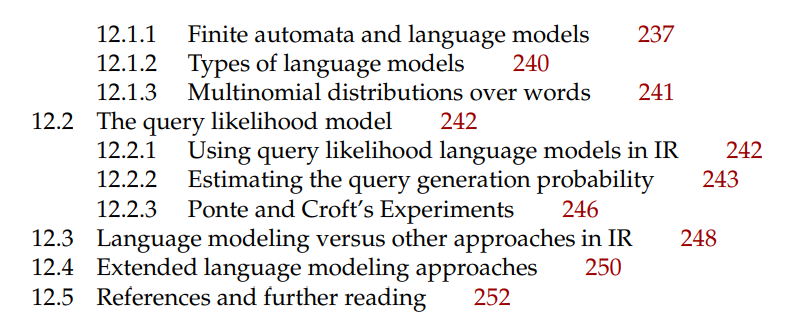 12.1.1 Finite automata and language models 237
12.1.2 Types of language models 240
12.1.3 Multinomial distributions over words 241
12.2 The query likelihood model 242
12.2.1 Using query likelihood language models in IR 242
12.2.2 Estimating the query generation probability 243
12.2.3 Ponte and Croft's Experiments 246
12.3 Language modeling versus other approaches in IR 248
12.4 Extended language modeling approaches 250
12.5 References and further reading 252